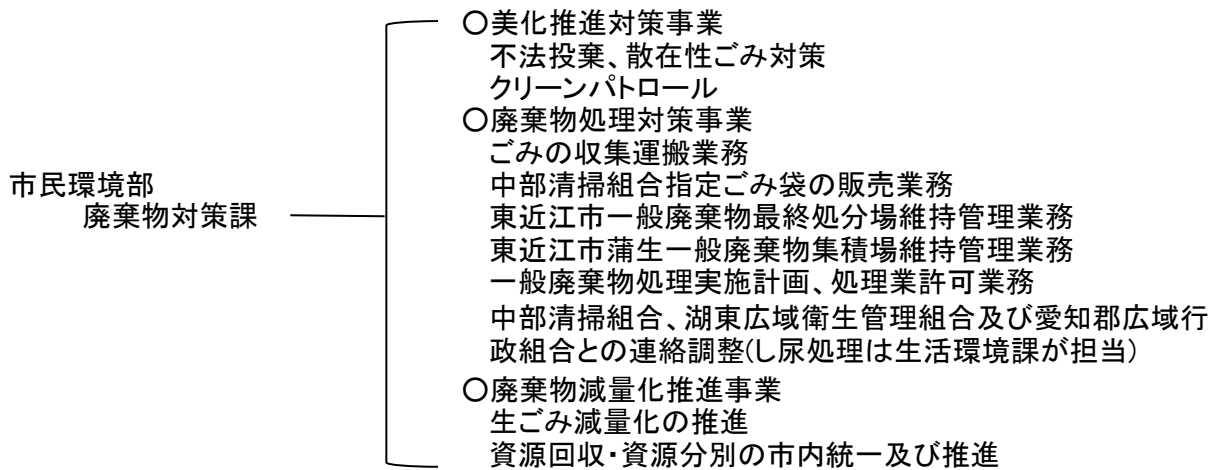 市民環境部
廃棄物対策課
〇美化推進対策事業
不法投棄、散在性ごみ対策
クリーンパトロール
〇廃棄物処理対策事業
ごみの収集運搬業務
中部清掃組合指定ごみ袋の販売業務
東近江市一般廃棄物最終処分場維持管理業務
東近江市蒲生一般廃棄物集積場維持管理業務
一般廃棄物処理実施計画、処理業許可業務
中部清掃組合、湖東広域衛生管理組合及び愛知郡広域行
政組合との連絡調整(し尿処理は生活環境課が担当)
〇廃棄物減量化推進事業
生ごみ減量化の推進
資源回収・資源分別の市内統一及び推進